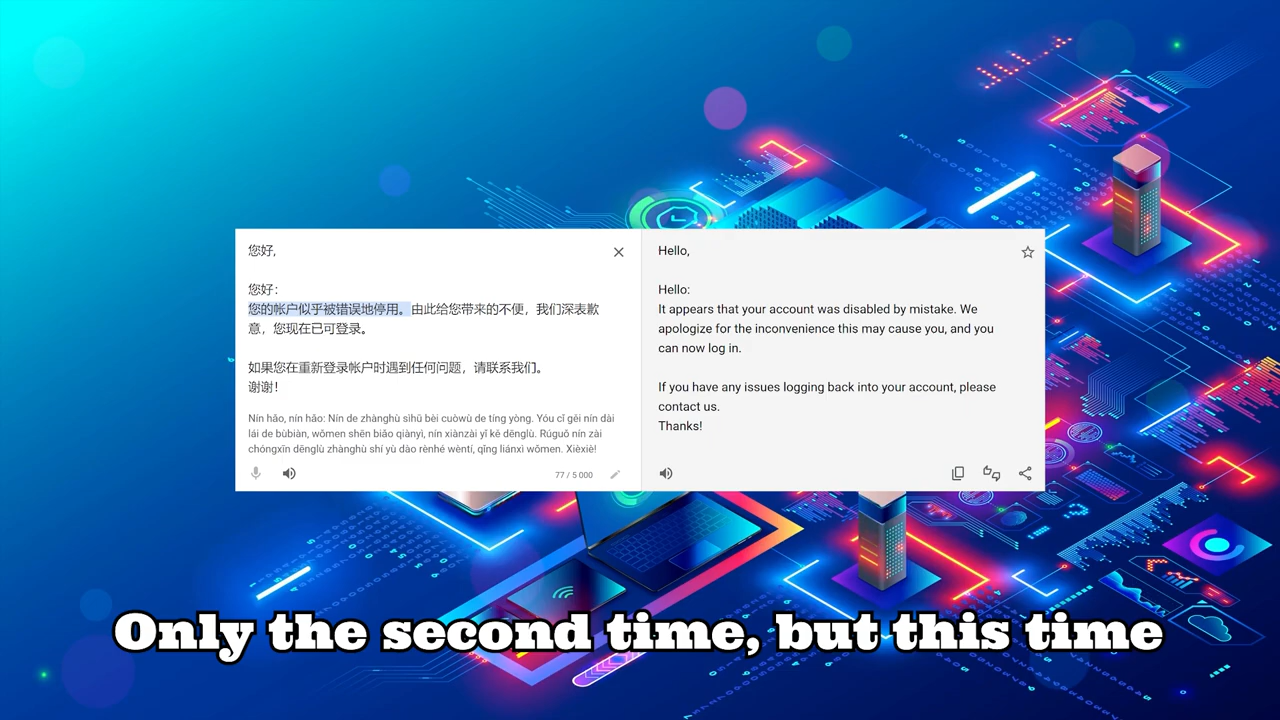 您好,
您好：
您的帐户似乎被错误地停用。由此给您带来的不便，我们深表歉
意，您现在已可登录。
如果您在重新登录帐户时遇到任何问题，请联系我们。
谢谢！
Nín hǎo, nín hǎo: Nín de zhànghù sìhū bèi cuòwù de tíng yòng. Yóu cǐ gěi nín dài
lái de bùbiàn, wǒmen shēn biǎo qiànyì, nín xiànzài yǐ kě dēnglù. Rúguǒ nín zài
chóngxīn dēnglù zhànghù shí yù dào rènhé wèntí, qǐng liánxì wǒmen. Xièxiè!
77 / 5 000
Hello,
Hello:
It appears that your account was disabled by mistake. We
apologize for the inconvenience this may cause you, and you
can now log in.
If you have any issues logging back into your account, please
contact us.
Thanks!
Only the second time, but this time